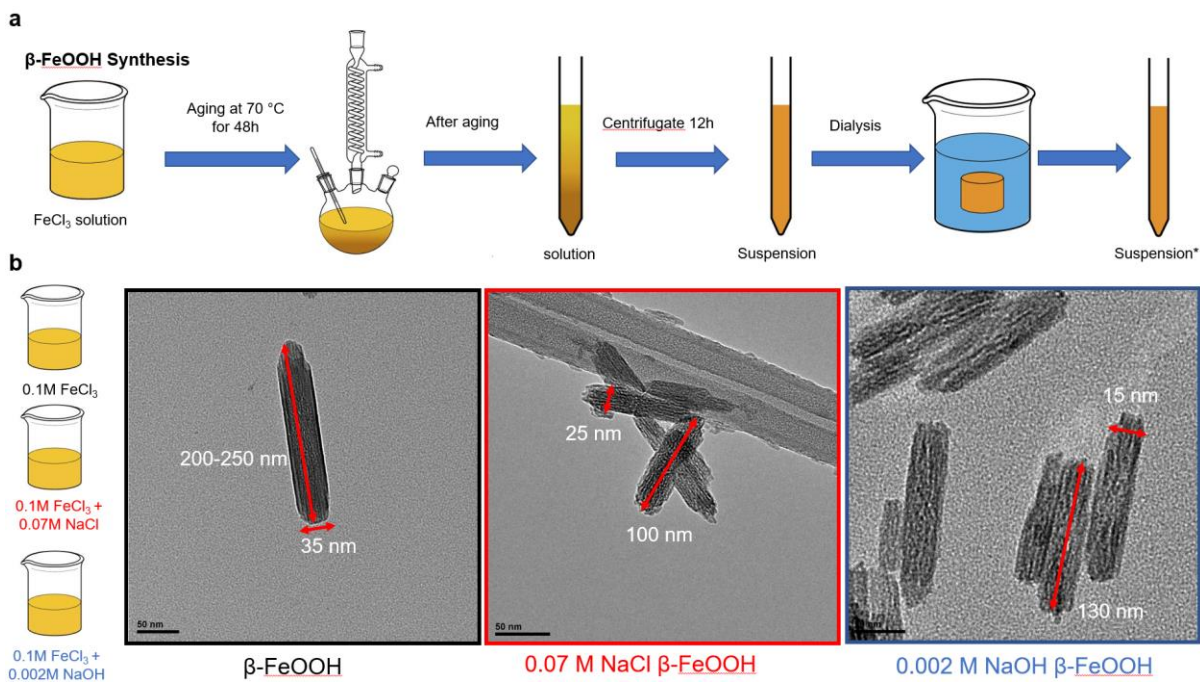 a
β-FeOOH Synthesis
Aging at 70 °C
for 48h
After aging
Centrifugate 12h
Dialysis
FeCl₃ solution
solution
Suspension
Suspension*
b
0.1M FeCl₃
0.1M FeCl₃ +
0.07M NaCl
0.1M FeCl₃ +
0.002M NaOH
200-250 nm
35 nm
50 nm
β-FeOOH
25 nm
100 nm
50 nm
0.07 M NaCl β-FeOOH
15 nm
130 nm
0.002 M NaOH β-FeOOH